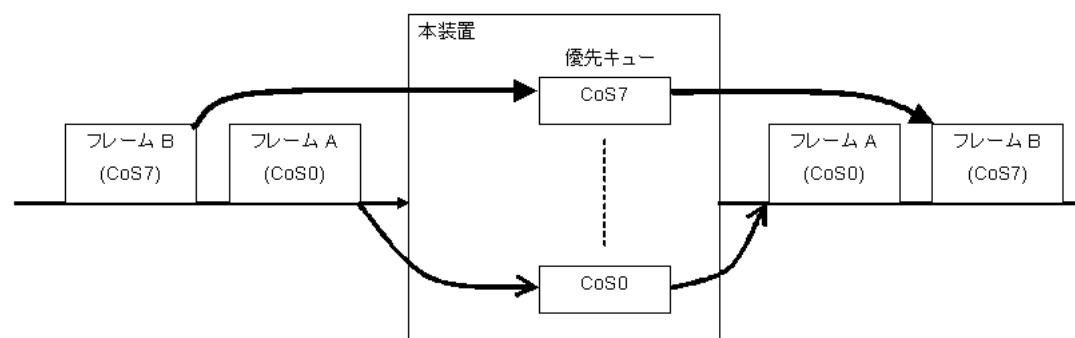 本装置
優先キュー
CoS7
フレーム B
(CoS7)
フレーム A
(CoS0)
フレーム A
(CoS0)
フレーム B
(CoS7)
CoS0